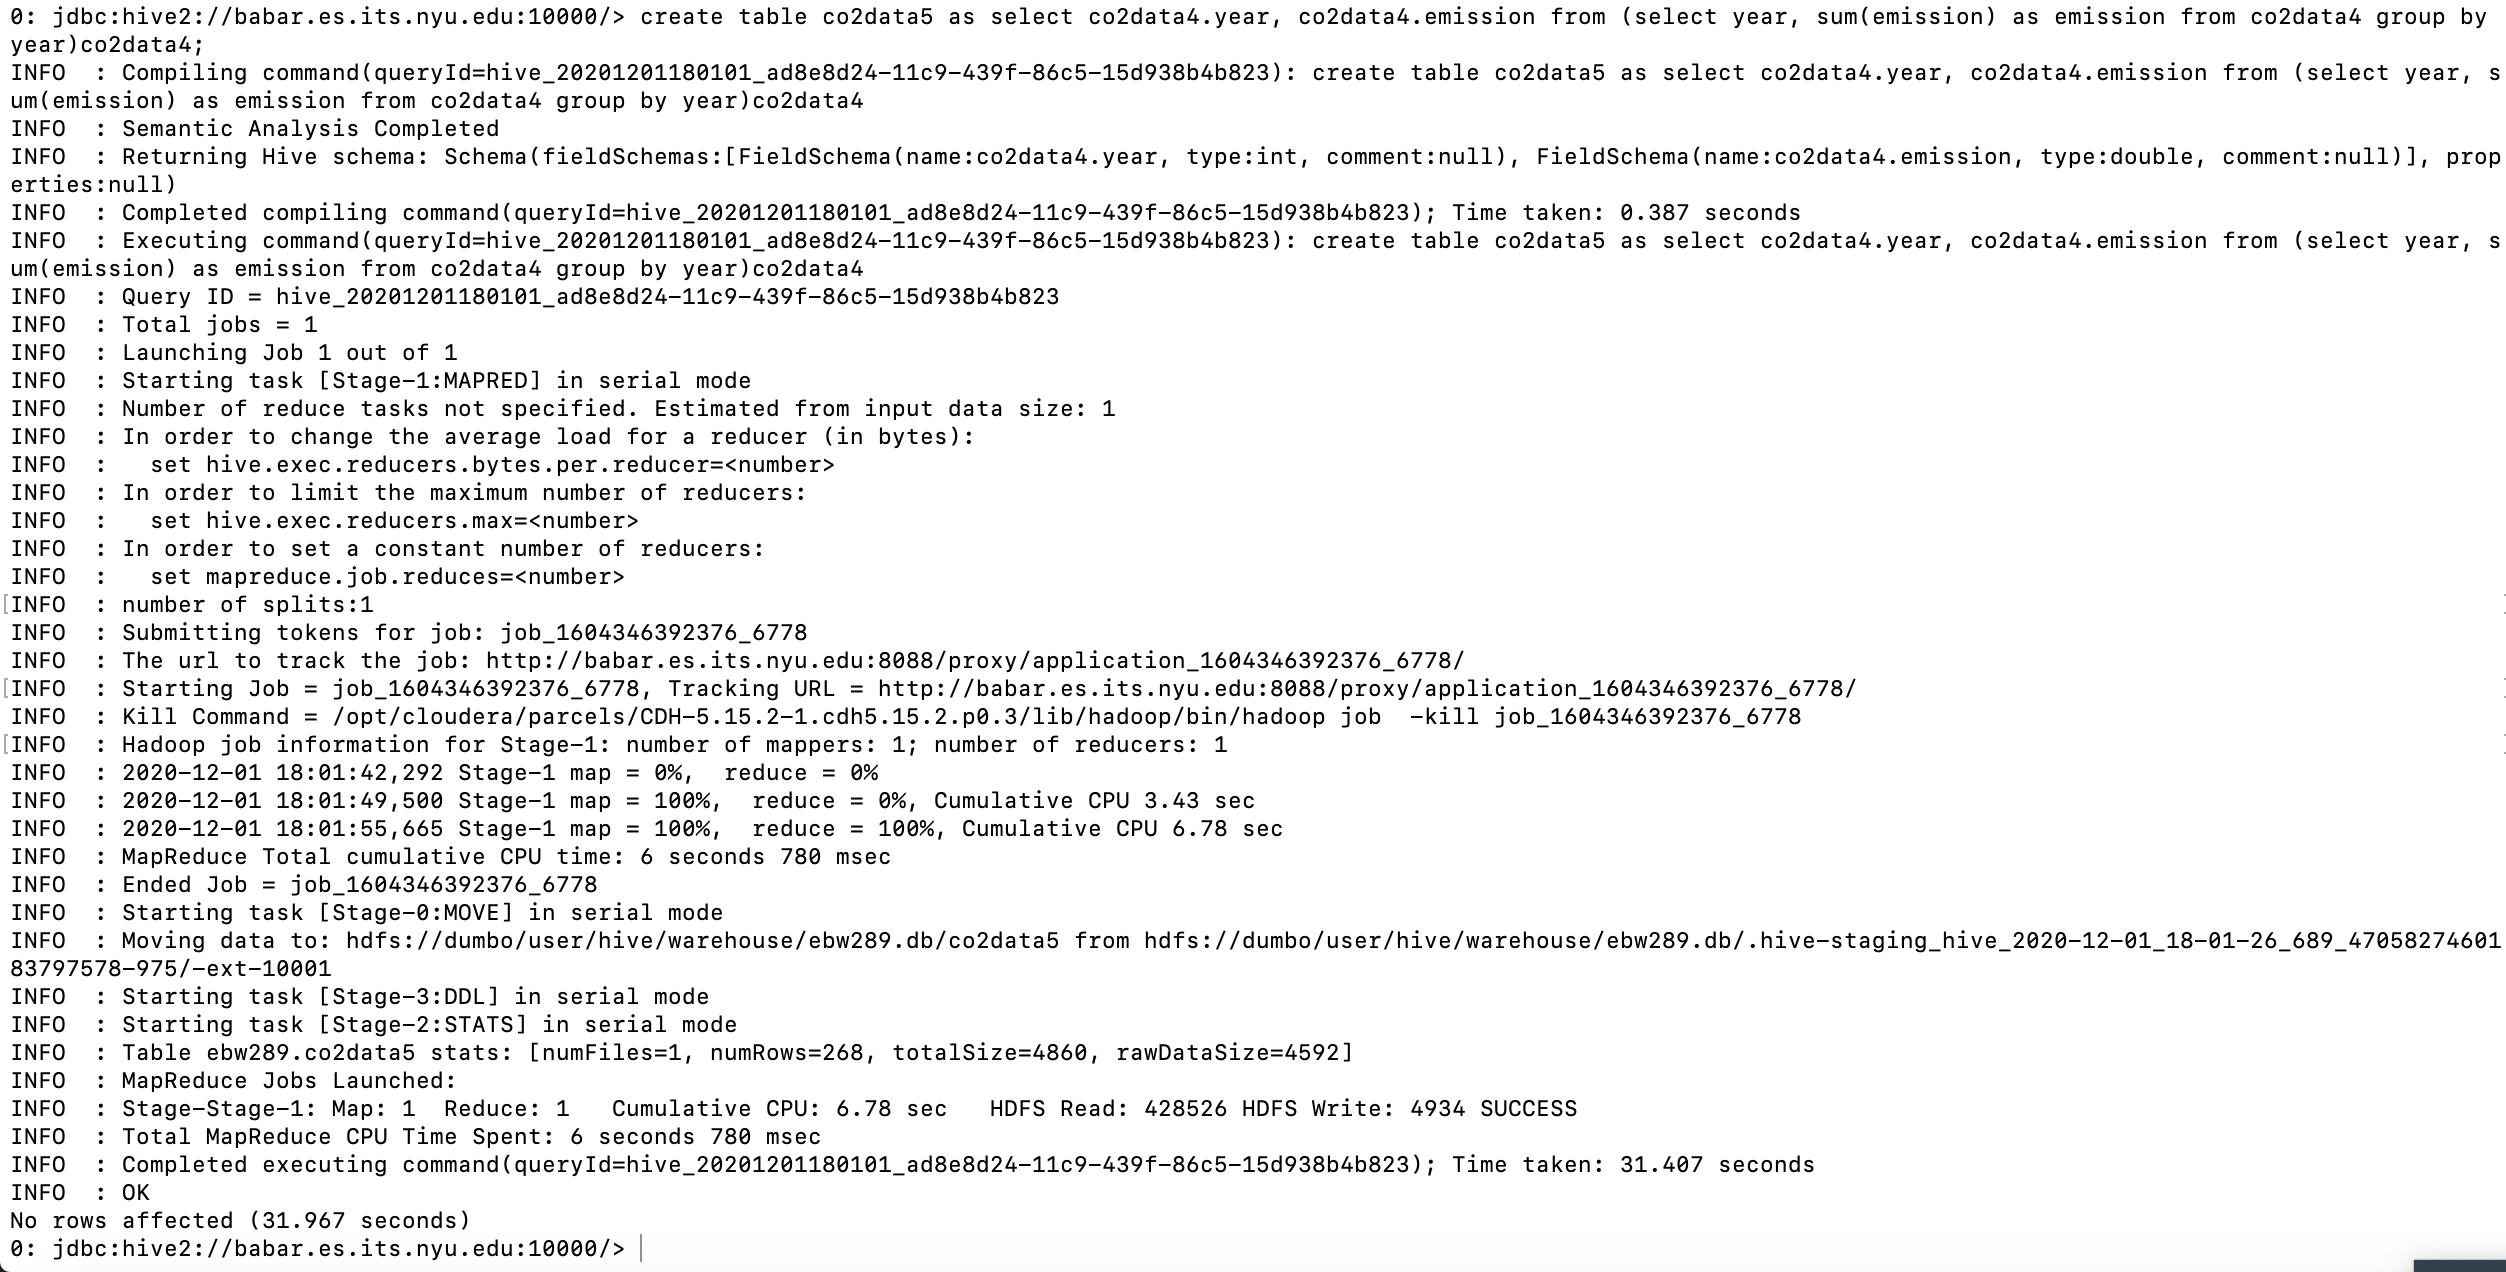 0: jdbc:hive2://babar.es.its.nyu.edu:10000/> create table co2data5 as select co2data4.year, co2data4.emission from (select year, sum(emission) as emission from co2data4 group by
year)co2data4;
INFO  : Compiling command(queryId=hive_20201201180101_ad8e8d24-11c9-439f-86c5-15d938b4b823): create table co2data5 as select co2data4.year, co2data4.emission from (select year, s
um(emission) as emission from co2data4 group by year)co2data4
INFO  : Semantic Analysis Completed
INFO  : Returning Hive schema: Schema(fieldSchemas:[FieldSchema(name:co2data4.year, type:int, comment:null), FieldSchema(name:co2data4.emission, type:double, comment:null)], prop
erties:null)
INFO  : Completed compiling command(queryId=hive_20201201180101_ad8e8d24-11c9-439f-86c5-15d938b4b823); Time taken: 0.387 seconds
INFO  : Executing command(queryId=hive_20201201180101_ad8e8d24-11c9-439f-86c5-15d938b4b823): create table co2data5 as select co2data4.year, co2data4.emission from (select year, s
um(emission) as emission from co2data4 group by year)co2data4
INFO  : Query ID = hive_20201201180101_ad8e8d24-11c9-439f-86c5-15d938b4b823
INFO  : Total jobs = 1
INFO  : Launching Job 1 out of 1
INFO  : Starting task [Stage-1:MAPRED] in serial mode
INFO  : Number of reduce tasks not specified. Estimated from input data size: 1
INFO  : In order to change the average load for a reducer (in bytes):
INFO  :   set hive.exec.reducers.bytes.per.reducer=<number>
INFO  : In order to limit the maximum number of reducers:
INFO  :   set hive.exec.reducers.max=<number>
INFO  : In order to set a constant number of reducers:
INFO  :   set mapreduce.job.reduces=<number>
[INFO  : number of splits:1
INFO  : Submitting tokens for job: job_1604346392376_6778
INFO  : The url to track the job: http://babar.es.its.nyu.edu:8088/proxy/application_1604346392376_6778/
[INFO  : Starting Job = job_1604346392376_6778, Tracking URL = http://babar.es.its.nyu.edu:8088/proxy/application_1604346392376_6778/
INFO  : Kill Command = /opt/cloudera/parcels/CDH-5.15.2-1.cdh5.15.2.p0.3/lib/hadoop/bin/hadoop job  -kill job_1604346392376_6778
[INFO  : Hadoop job information for Stage-1: number of mappers: 1; number of reducers: 1
INFO  : 2020-12-01 18:01:42,292 Stage-1 map = 0%,  reduce = 0%
INFO  : 2020-12-01 18:01:49,500 Stage-1 map = 100%,  reduce = 0%, Cumulative CPU 3.43 sec
INFO  : 2020-12-01 18:01:55,665 Stage-1 map = 100%,  reduce = 100%, Cumulative CPU 6.78 sec
INFO  : MapReduce Total cumulative CPU time: 6 seconds 780 msec
INFO  : Ended Job = job_1604346392376_6778
INFO  : Starting task [Stage-0:MOVE] in serial mode
INFO  : Moving data to: hdfs://dumbo/user/hive/warehouse/ebw289.db/co2data5 from hdfs://dumbo/user/hive/warehouse/ebw289.db/.hive-staging_hive_2020-12-01_18-01-26_689_47058274601
83797578-975/-ext-10001
INFO  : Starting task [Stage-3:DDL] in serial mode
INFO  : Starting task [Stage-2:STATS] in serial mode
INFO  : Table ebw289.co2data5 stats: [numFiles=1, numRows=268, totalSize=4860, rawDataSize=4592]
INFO  : MapReduce Jobs Launched:
INFO  : Stage-Stage-1: Map: 1  Reduce: 1   Cumulative CPU: 6.78 sec   HDFS Read: 428526 HDFS Write: 4934 SUCCESS
INFO  : Total MapReduce CPU Time Spent: 6 seconds 780 msec
INFO  : Completed executing command(queryId=hive_20201201180101_ad8e8d24-11c9-439f-86c5-15d938b4b823); Time taken: 31.407 seconds
INFO  : OK
No rows affected (31.967 seconds)
0: jdbc:hive2://babar.es.its.nyu.edu:10000/>